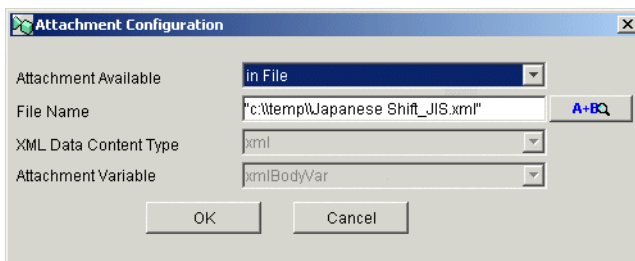 Attachment Configuration
Attachment Available in File
File Name "c:\\temp\\Japanese Shift_JIS.xml" A+B
XML Data Content Type xml
Attachment Variable xmlBodyVar
OK Cancel